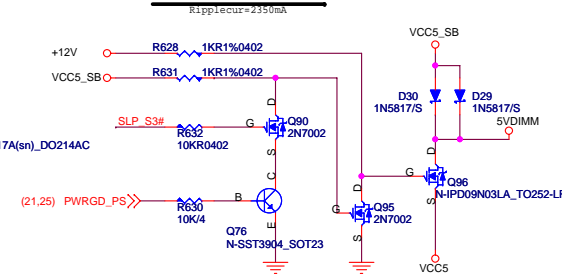 Ripplecur=2350mA
VCC5_SB
+12V
R628
1KR1%0402
VCC5_SB
R631
1KR1%0402
D30
1N5817/S
D29
1N5817/S
5VDIMM
SLP_S3#
R632
10KR0402
G
D
S
Q90
2N7002
17A(sn)_DO214AC
(21,25) PWRGD_PS
R630
10K/4
B
C
E
Q76
N-SST3904_SOT23
G
D
S
Q95
2N7002
G
D
S
Q96
N-IPD09N03LA_TO252-LF
VCC5